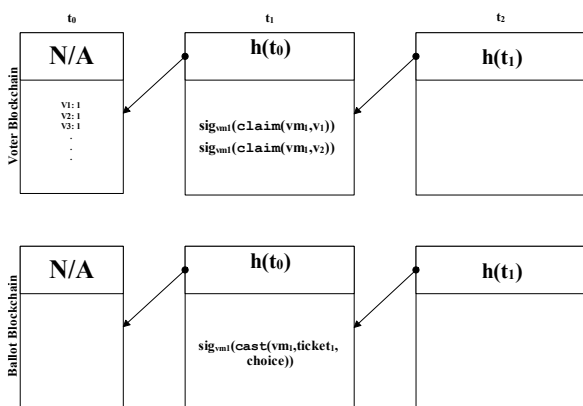 t₀ t₁ t₂
Voter Blockchain
N/A h(t₀) h(t₁)
V1: 1
V2: 1
V3: 1
.
.
.
sigᵥₘ₁(claim(vm₁,v₁))
sigᵥₘ₁(claim(vm₁,v₂))
Ballot Blockchain
N/A h(t₀) h(t₁)
sigᵥₘ₁(cast(vm₁,ticket₁,
choice))